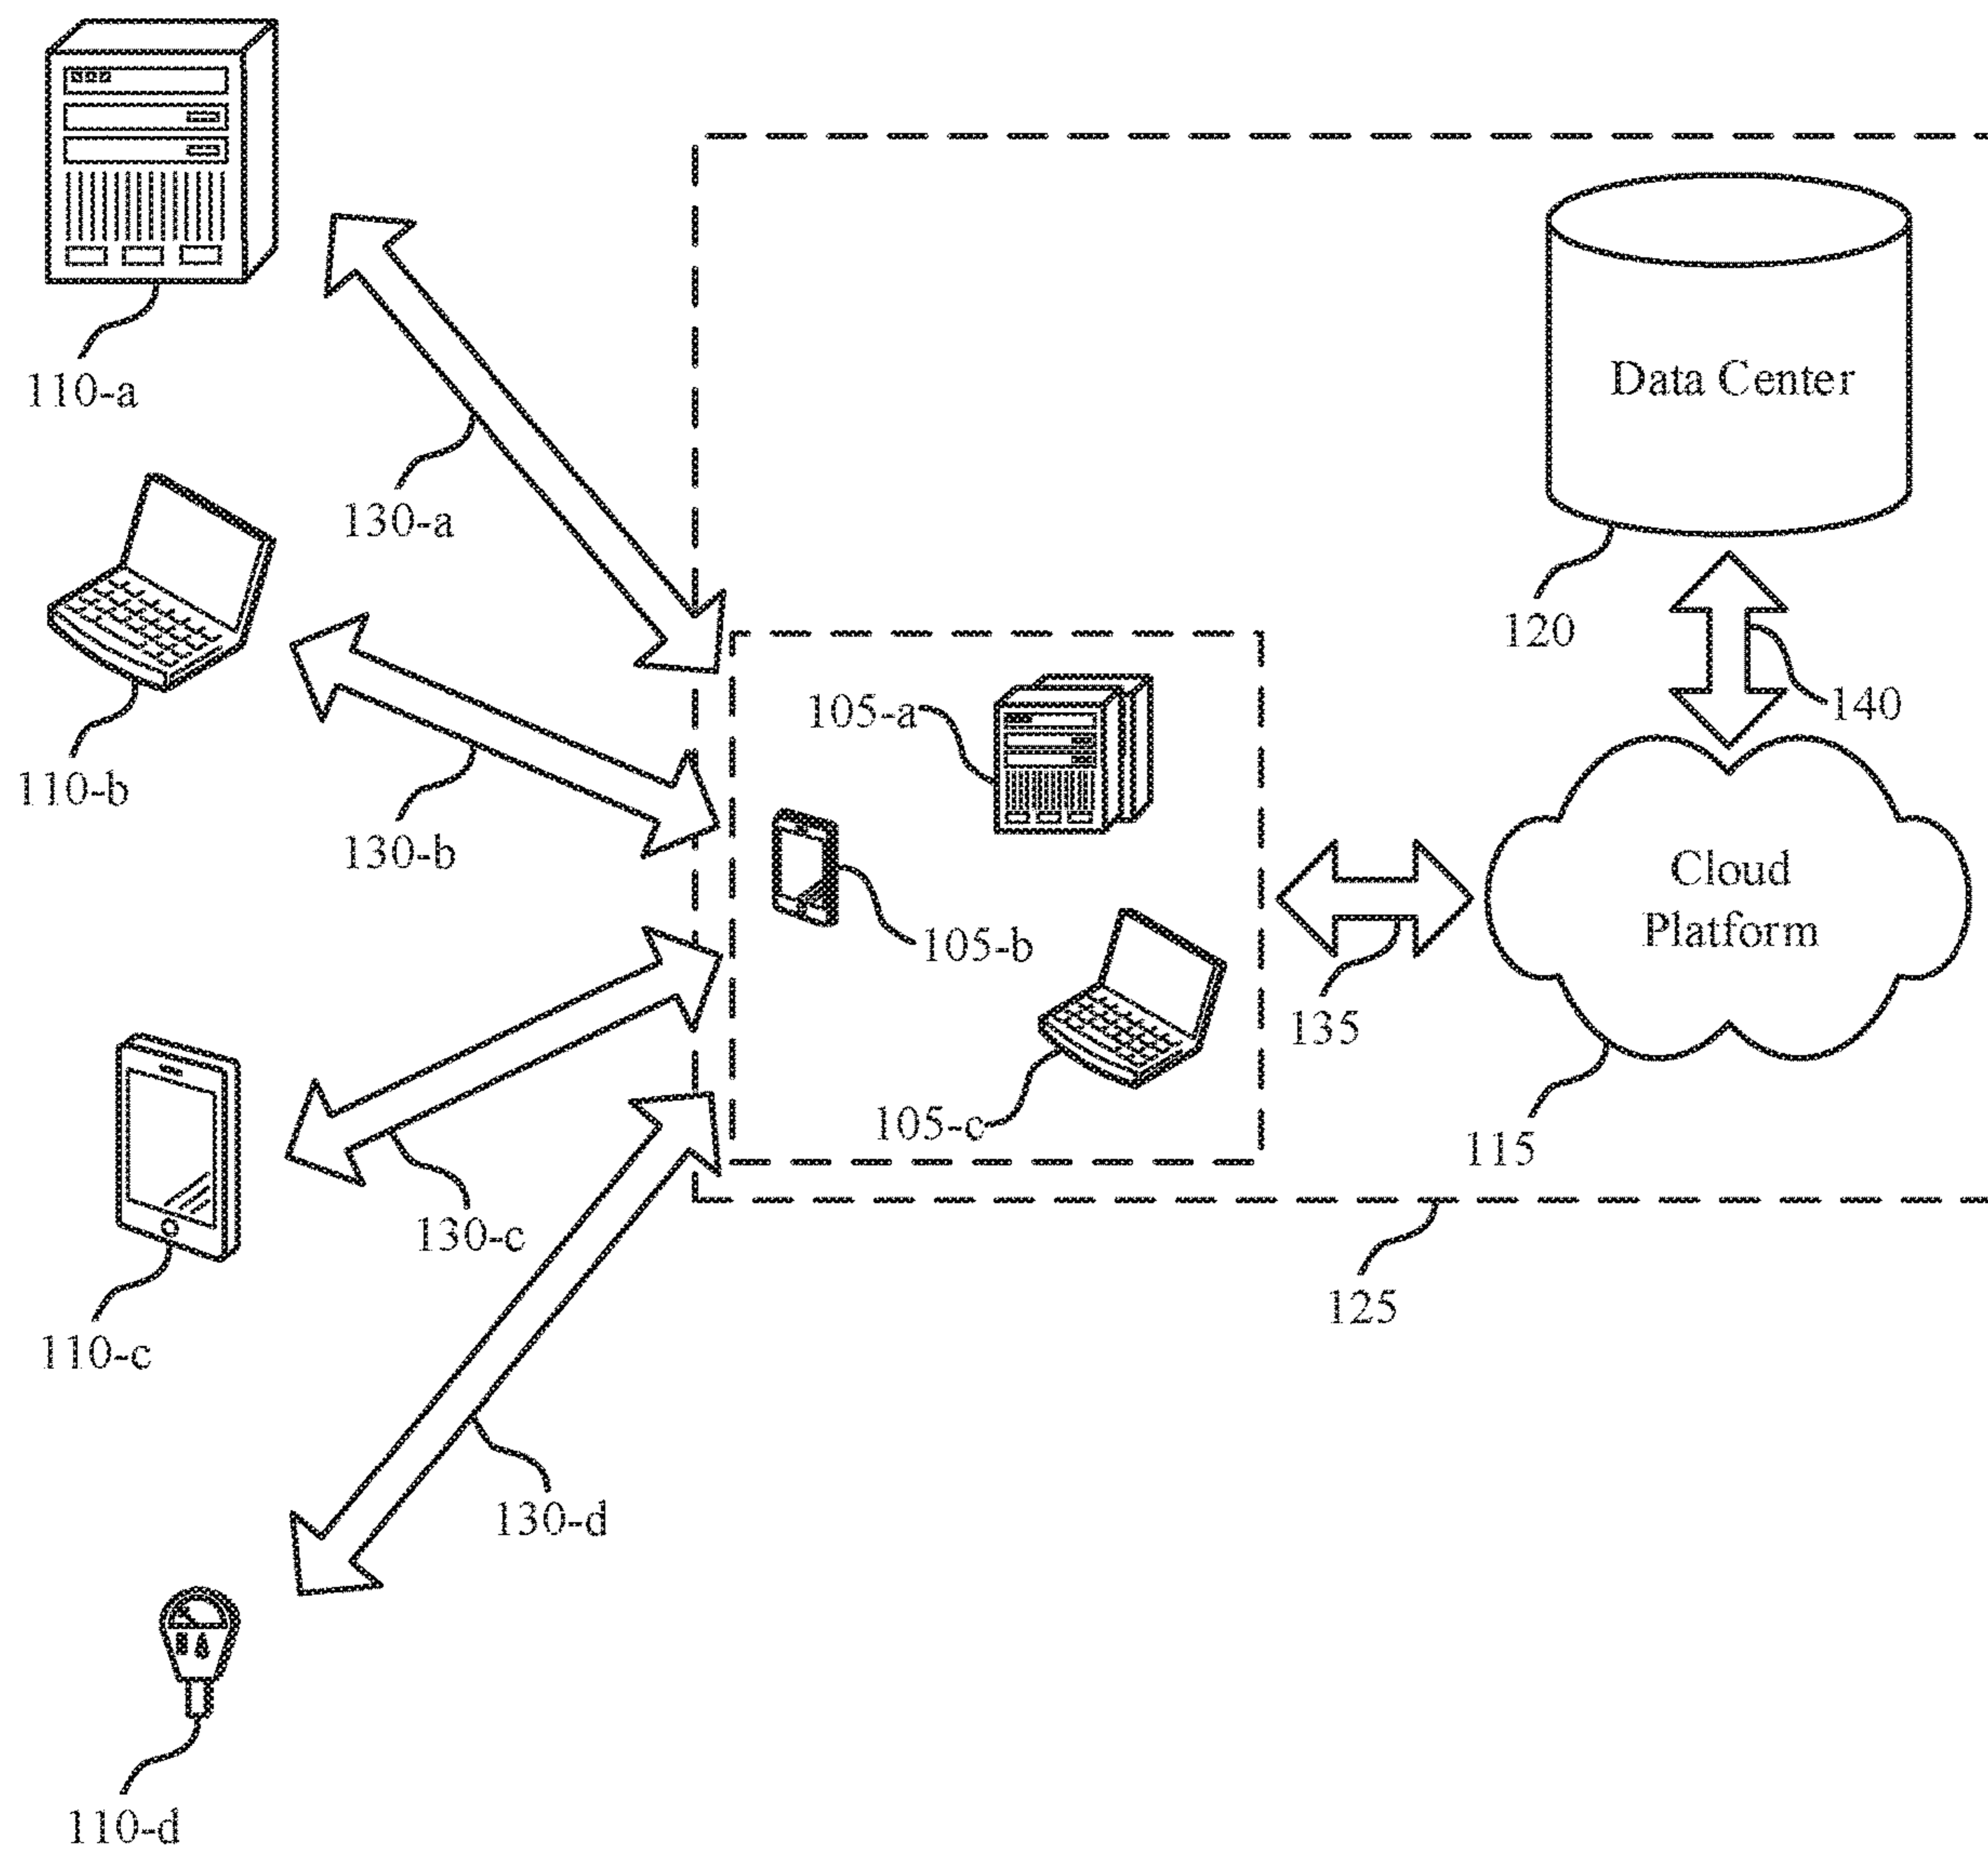 110-a
130-a
110-b
130-b
110-c
130-c
130-d
110-d
Data Center
120
140
105-a
105-b
105-c
135
Cloud
Platform
115
125